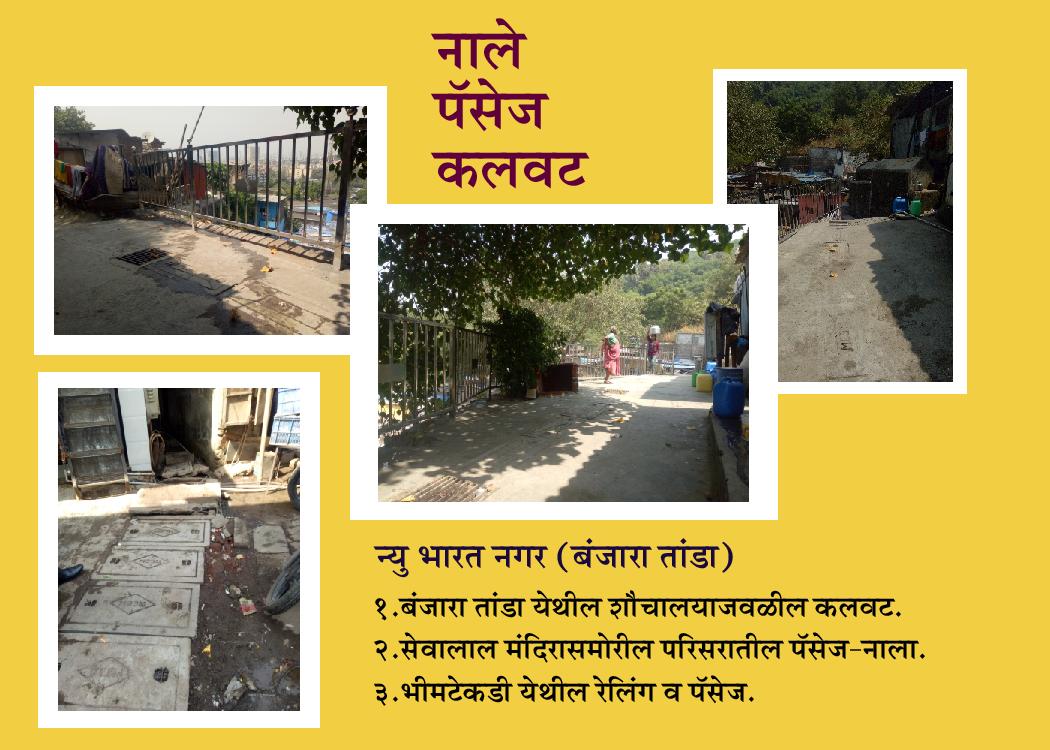 नाले
पॅसेज
कलवट
न्यु भारत नगर (बंजारा तांडा)
१.बंजारा तांडा येथील शौचालयाजवळील कलवट.
२.सेवालाल मंदिरासमोरील परिसरातील पॅसेज-नाला.
३.भीमटेकडी येथील रेलिंग व पॅसेज.